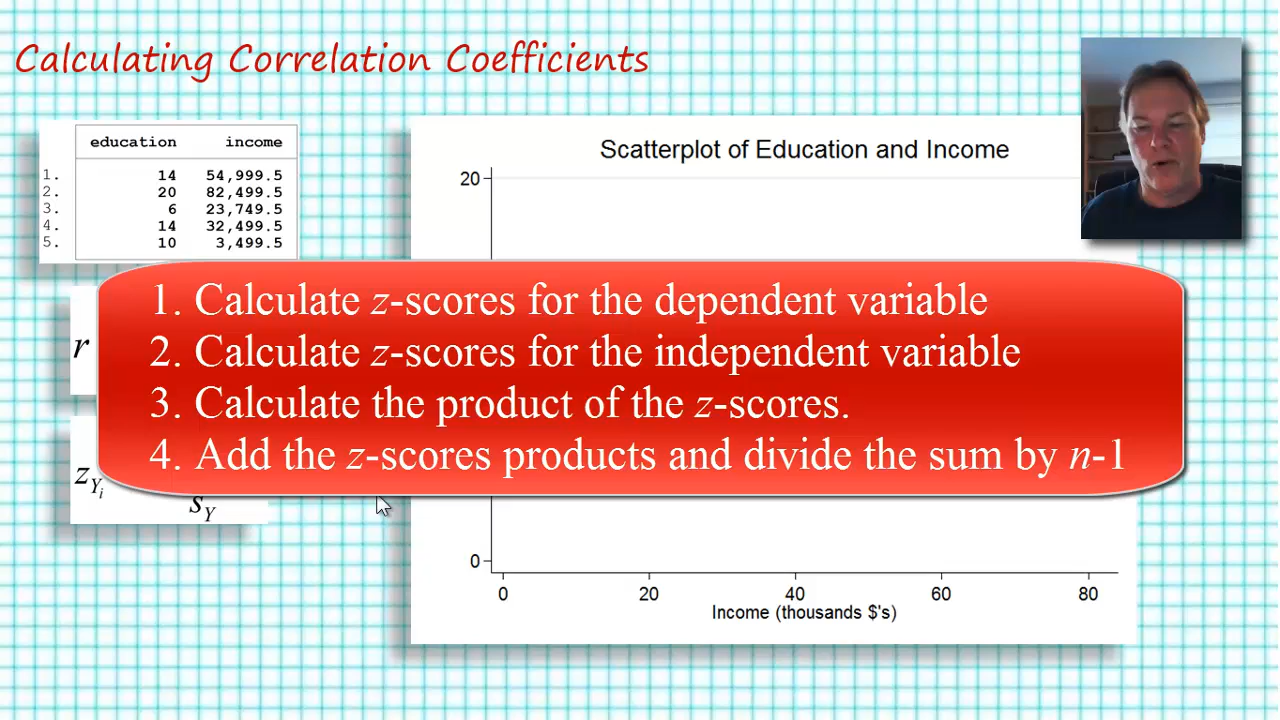 Calculating Correlation Coefficients
education income
1. 14 54,999.5
2. 20 82,499.5
3. 6 23,749.5
4. 14 32,499.5
5. 10 3,499.5
Scatterplot of Education and Income
20
1. Calculate z-scores for the dependent variable
2. Calculate z-scores for the independent variable
3. Calculate the product of the z-scores.
4. Add the z-scores products and divide the sum by n-1
r
z_Yi
s_Y
0
0 20 40 60 80
Income (thousands $'s)